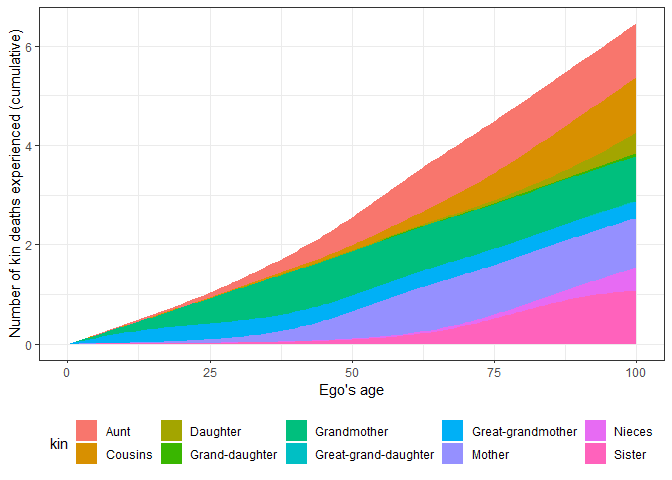 Number of kin deaths experienced (cumulative)
6
4
2
0
0 25 50 75 100
Ego's age
kin
Aunt Daughter Grandmother Great-grandmother Nieces
Cousins Grand-daughter Great-grand-daughter Mother Sister